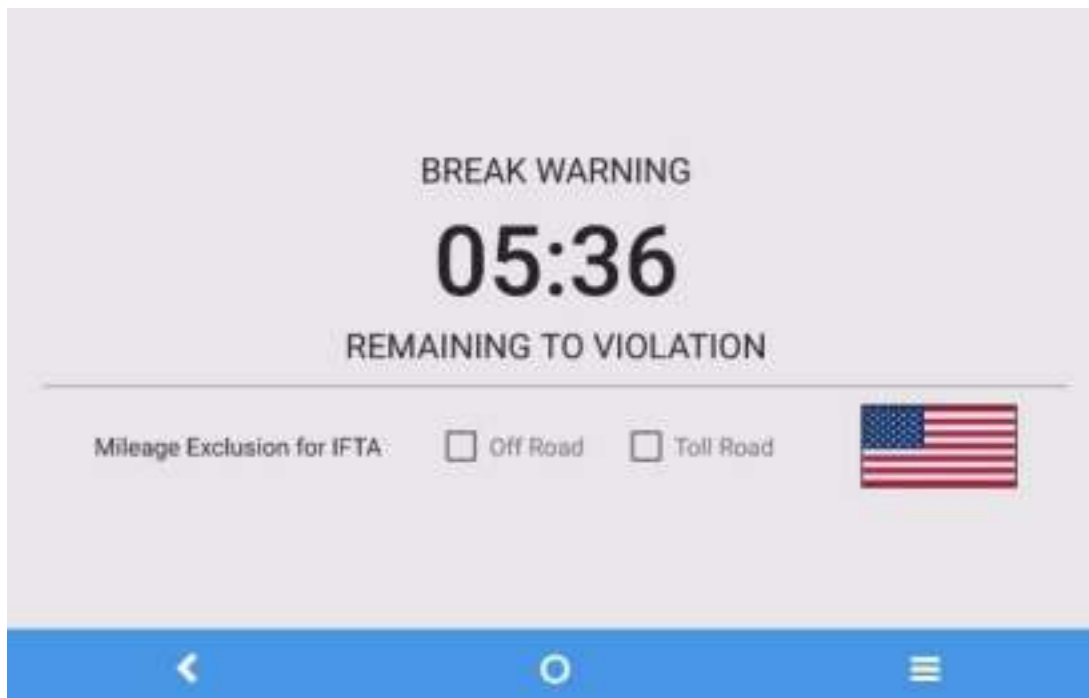 BREAK WARNING
05:36
REMAINING TO VIOLATION
Mileage Exclusion for IFTA Off Road Toll Road